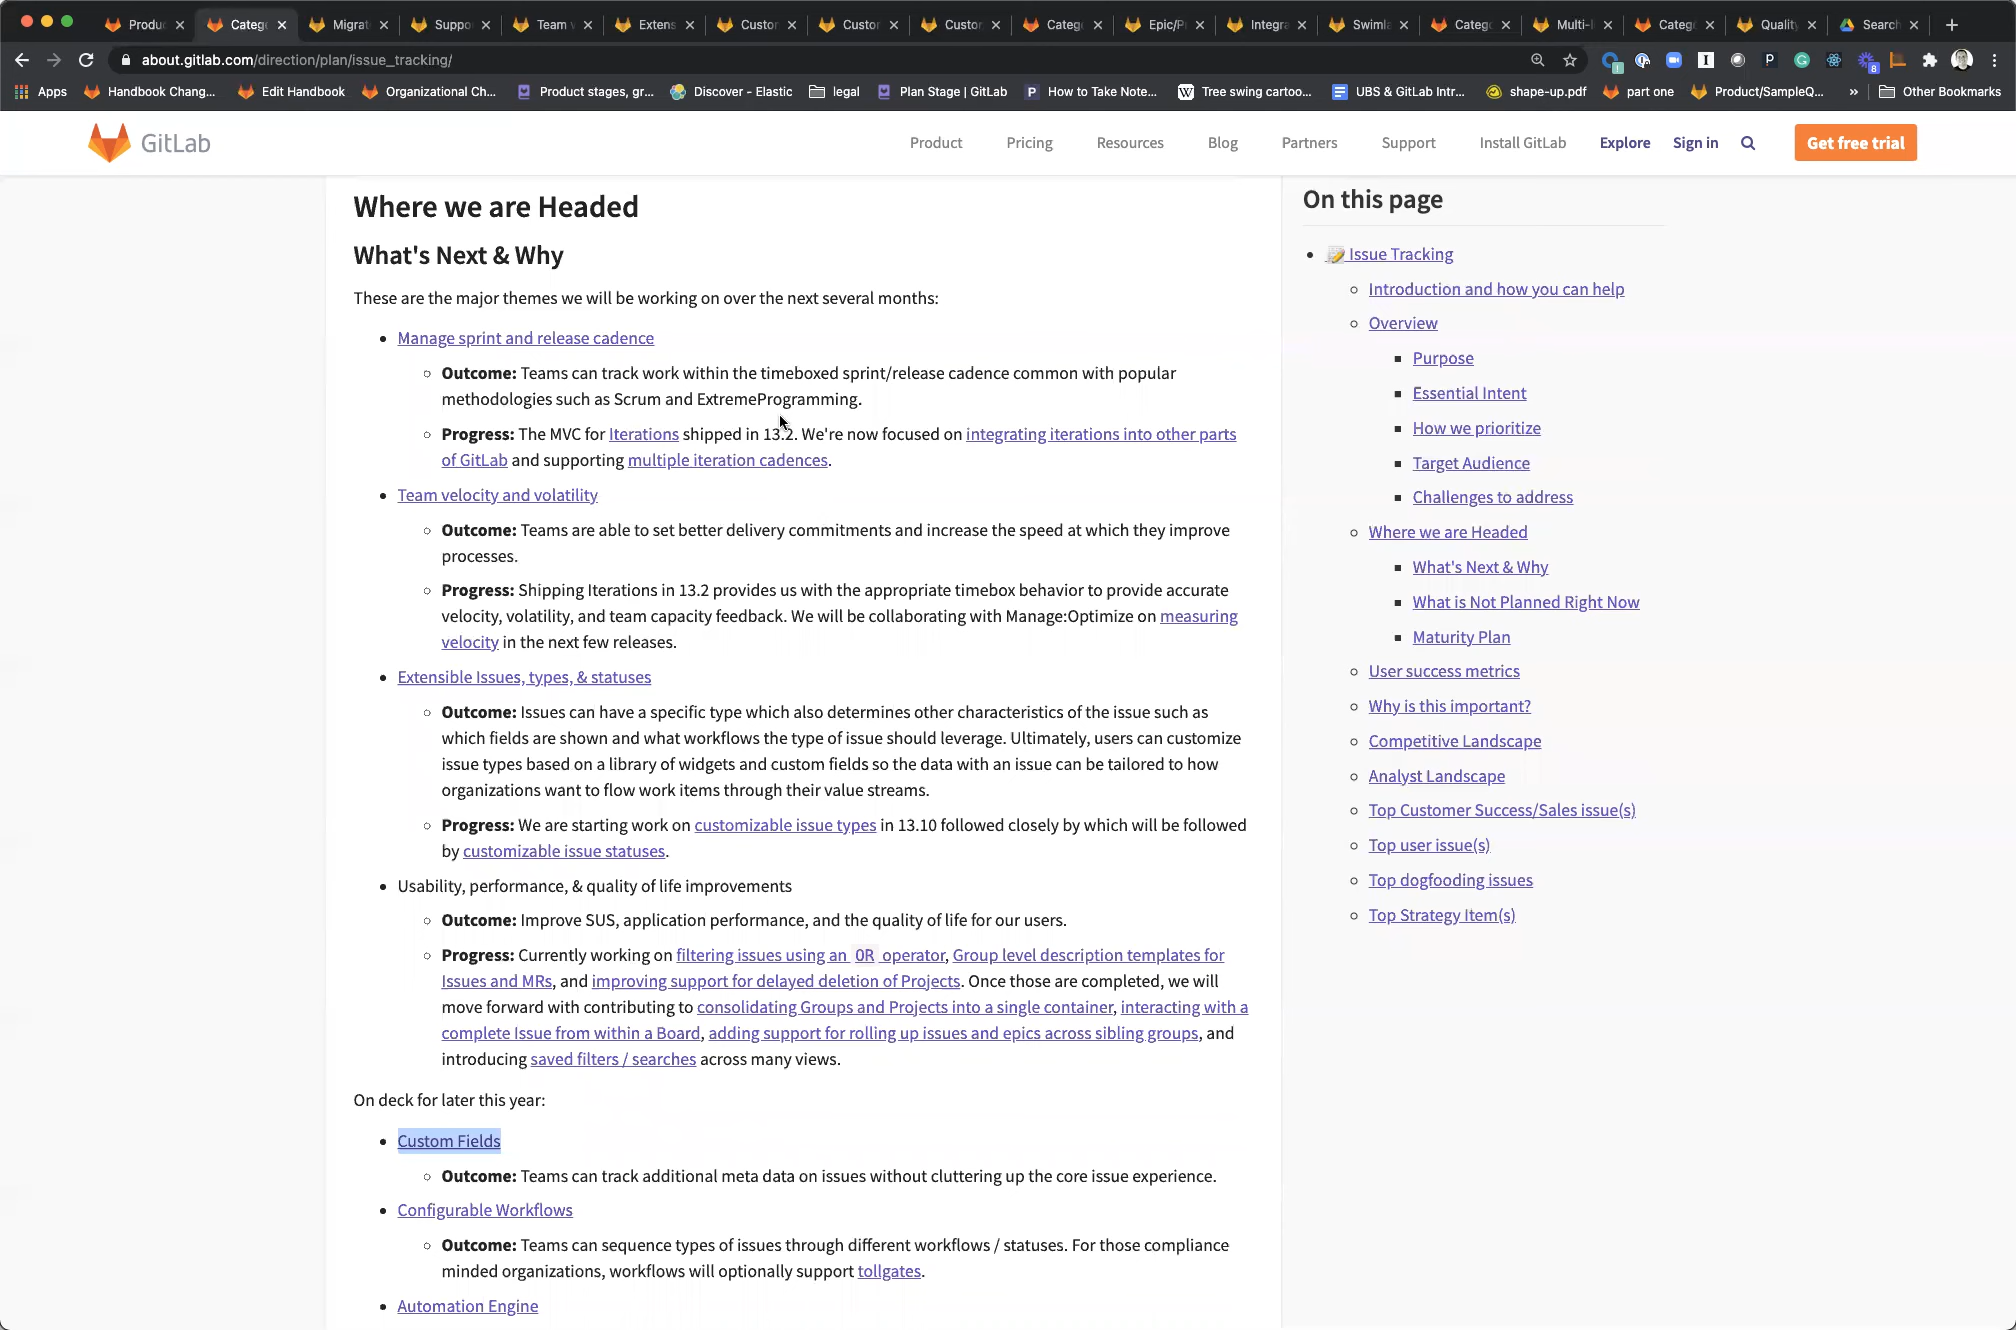 Produc
Catego
Migrat
Suppo
Team v
Extens
Custor
Custor
Custor
Catego
Epic/P
Integra
Swimla
Catego
Multi-
Catego
Quality
Search
about.gitlab.com/direction/plan/issue_tracking/
Apps
Handbook Chang...
Edit Handbook
Organizational Ch...
Product stages, gr...
Discover - Elastic
legal
Plan Stage | GitLab
How to Take Note...
Tree swing cartoo...
UBS & GitLab Intr...
shape-up.pdf
part one
Product/SampleQ...
»
Other Bookmarks
GitLab
Product
Pricing
Resources
Blog
Partners
Support
Install GitLab
Explore
Sign in
Get free trial
Where we are Headed
What's Next & Why
These are the major themes we will be working on over the next several months:
Manage sprint and release cadence
Outcome: Teams can track work within the timeboxed sprint/release cadence common with popular
methodologies such as Scrum and ExtremeProgramming.
Progress: The MVC for Iterations shipped in 13.2. We're now focused on integrating iterations into other parts
of GitLab and supporting multiple iteration cadences.
Team velocity and volatility
Outcome: Teams are able to set better delivery commitments and increase the speed at which they improve
processes.
Progress: Shipping Iterations in 13.2 provides us with the appropriate timebox behavior to provide accurate
velocity, volatility, and team capacity feedback. We will be collaborating with Manage:Optimize on measuring
velocity in the next few releases.
Extensible Issues, types, & statuses
Outcome: Issues can have a specific type which also determines other characteristics of the issue such as
which fields are shown and what workflows the type of issue should leverage. Ultimately, users can customize
issue types based on a library of widgets and custom fields so the data with an issue can be tailored to how
organizations want to flow work items through their value streams.
Progress: We are starting work on customizable issue types in 13.10 followed closely by which will be followed
by customizable issue statuses.
Usability, performance, & quality of life improvements
Outcome: Improve SUS, application performance, and the quality of life for our users.
Progress: Currently working on filtering issues using an OR operator, Group level description templates for
Issues and MRs, and improving support for delayed deletion of Projects. Once those are completed, we will
move forward with contributing to consolidating Groups and Projects into a single container, interacting with a
complete Issue from within a Board, adding support for rolling up issues and epics across sibling groups, and
introducing saved filters / searches across many views.
On deck for later this year:
Custom Fields
Outcome: Teams can track additional meta data on issues without cluttering up the core issue experience.
Configurable Workflows
Outcome: Teams can sequence types of issues through different workflows / statuses. For those compliance
minded organizations, workflows will optionally support tollgates.
Automation Engine
On this page
Issue Tracking
Introduction and how you can help
Overview
Purpose
Essential Intent
How we prioritize
Target Audience
Challenges to address
Where we are Headed
What's Next & Why
What is Not Planned Right Now
Maturity Plan
User success metrics
Why is this important?
Competitive Landscape
Analyst Landscape
Top Customer Success/Sales issue(s)
Top user issue(s)
Top dogfooding issues
Top Strategy Item(s)